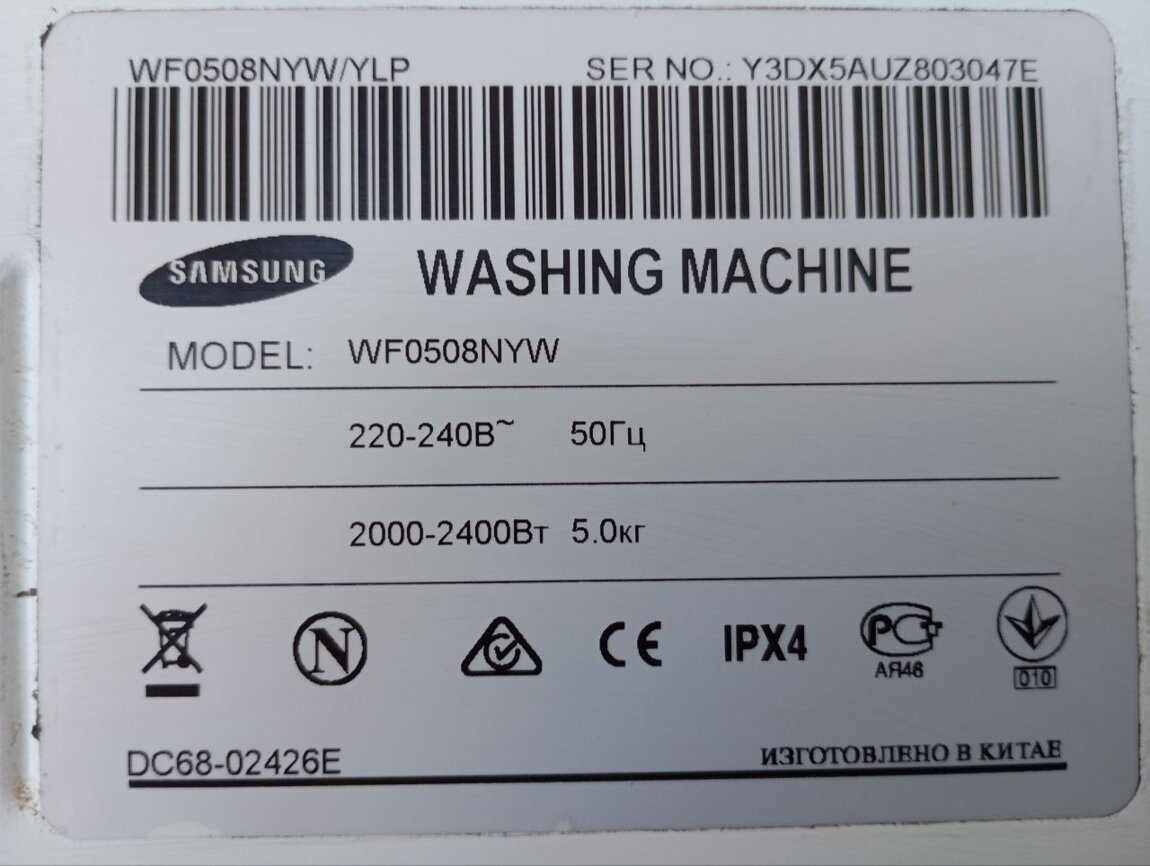 WF0508NYW/YLP SER NO.: Y3DX5AUZ803047E
SAMSUNG WASHING MACHINE
MODEL: WF0508NYW
220-240В~ 50Гц
2000-2400Вт 5.0кг
N CE IPX4 РС
АЯ46 010
DC68-02426E ИЗГОТОВЛЕНО В КИТАЕ